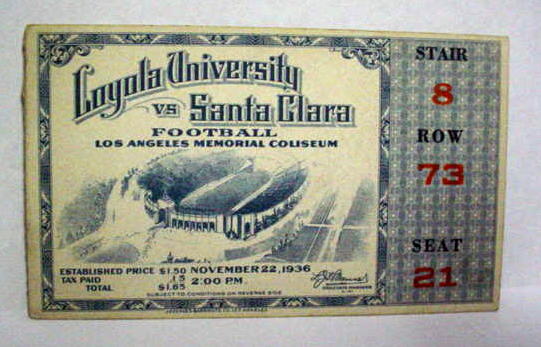 Loyola University
VS Santa Clara
FOOTBALL
LOS ANGELES MEMORIAL COLISEUM
ESTABLISHED PRICE $1.50
TAX PAID .15
TOTAL $1.65
NOVEMBER 22, 1936
2:00 P.M.
SUBJECT TO CONDITIONS ON REVERSE SIDE
STAIR
8
ROW
73
SEAT
21